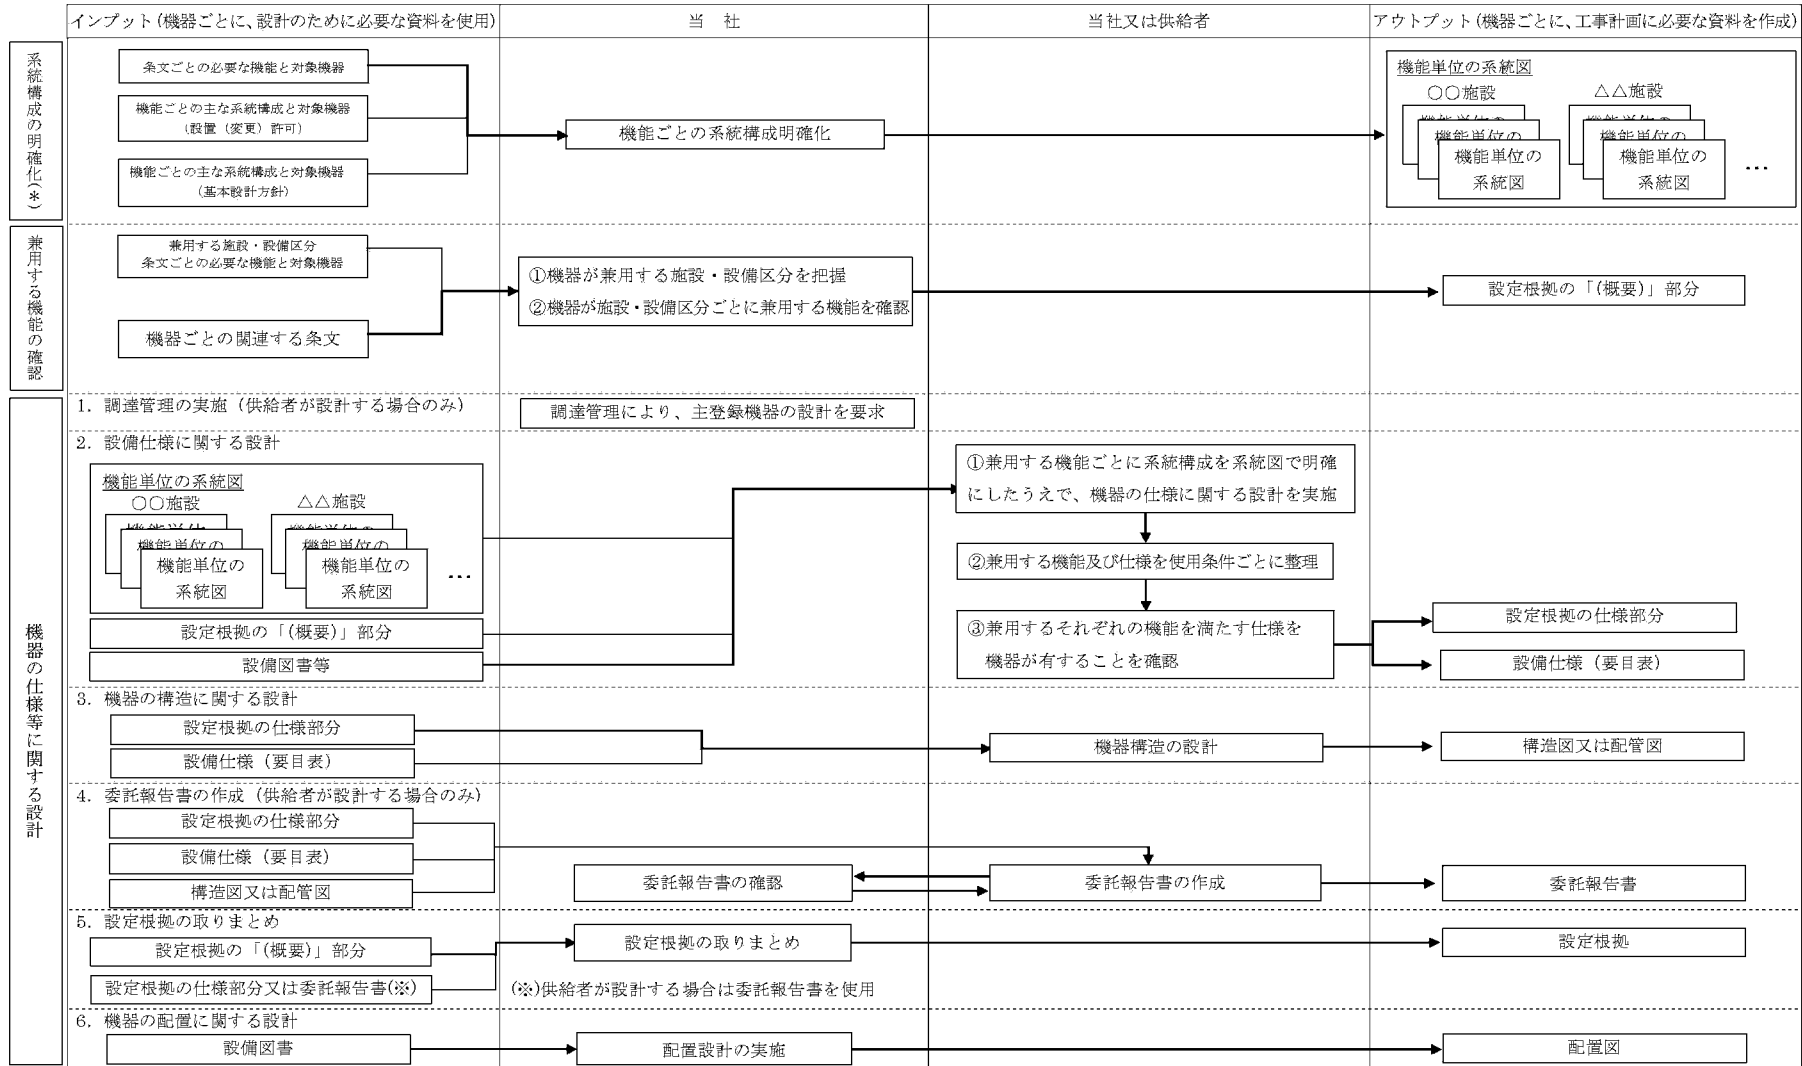 インプット(機器ごとに、設計のために必要な資料を使用)
当 社
当社又は供給者
アウトプット(機器ごとに、工事計画に必要な資料を作成)
系統構成の明確化(*)
条文ごとの必要な機能と対象機器
機能ごとの主な系統構成と対象機器
(設置(変更)許可)
機能ごとの主な系統構成と対象機器
(基本設計方針)
機能ごとの系統構成明確化
機能単位の系統図
〇〇施設
△△施設
機能単位の
機能単位の
機能単位の
系統図
機能単位の
系統図
…
兼用する機能の確認
兼用する施設・設備区分
条文ごとの必要な機能と対象機器
機器ごとの関連する条文
①機器が兼用する施設・設備区分を把握
②機器が施設・設備区分ごとに兼用する機能を確認
設定根拠の「(概要)」部分
機器の仕様等に関する設計
1. 調達管理の実施(供給者が設計する場合のみ)
調達管理により、主登録機器の設計を要求
2. 設備仕様に関する設計
機能単位の系統図
〇〇施設
△△施設
機能単位の
機能単位の
機能単位の
系統図
機能単位の
系統図
…
設定根拠の「(概要)」部分
設備図書等
①兼用する機能ごとに系統構成を系統図で明確
にしたうえで、機器の仕様に関する設計を実施
②兼用する機能及び仕様を使用条件ごとに整理
③兼用するそれぞれの機能を満たす仕様を
機器が有することを確認
設定根拠の仕様部分
設備仕様(要目表)
3. 機器の構造に関する設計
設定根拠の仕様部分
設備仕様(要目表)
機器構造の設計
構造図又は配管図
4. 委託報告書の作成(供給者が設計する場合のみ)
設定根拠の仕様部分
設備仕様(要目表)
構造図又は配管図
委託報告書の確認
委託報告書の作成
委託報告書
5. 設定根拠の取りまとめ
設定根拠の「(概要)」部分
設定根拠の仕様部分又は委託報告書(※)
設定根拠の取りまとめ
(※)供給者が設計する場合は委託報告書を使用
設定根拠
6. 機器の配置に関する設計
設備図書
配置設計の実施
配置図